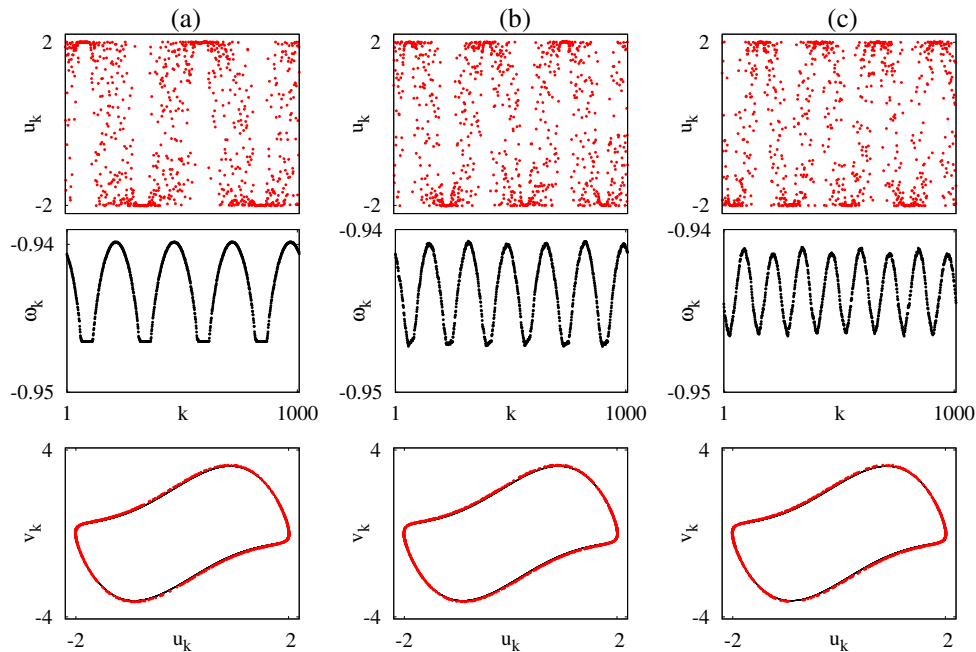 (a) (b) (c)
2 2 2
u_k u_k u_k
-2 -2 -2
-0.94 -0.94 -0.94
ω_k ω_k ω_k
-0.95 -0.95 -0.95
1 k 1000 1 k 1000 1 k 1000
4 4 4
v_k v_k v_k
-4 -4 -4
-2 u_k 2 -2 u_k 2 -2 u_k 2